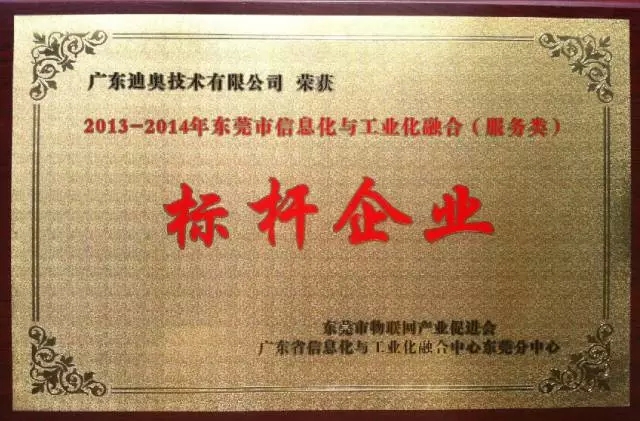 广东迪奥技术有限公司 荣获
2013-2014年东莞市信息化与工业化融合（服务类）
标杆企业
东莞市物联网产业促进会
广东省信息化与工业化融合中心东莞分中心